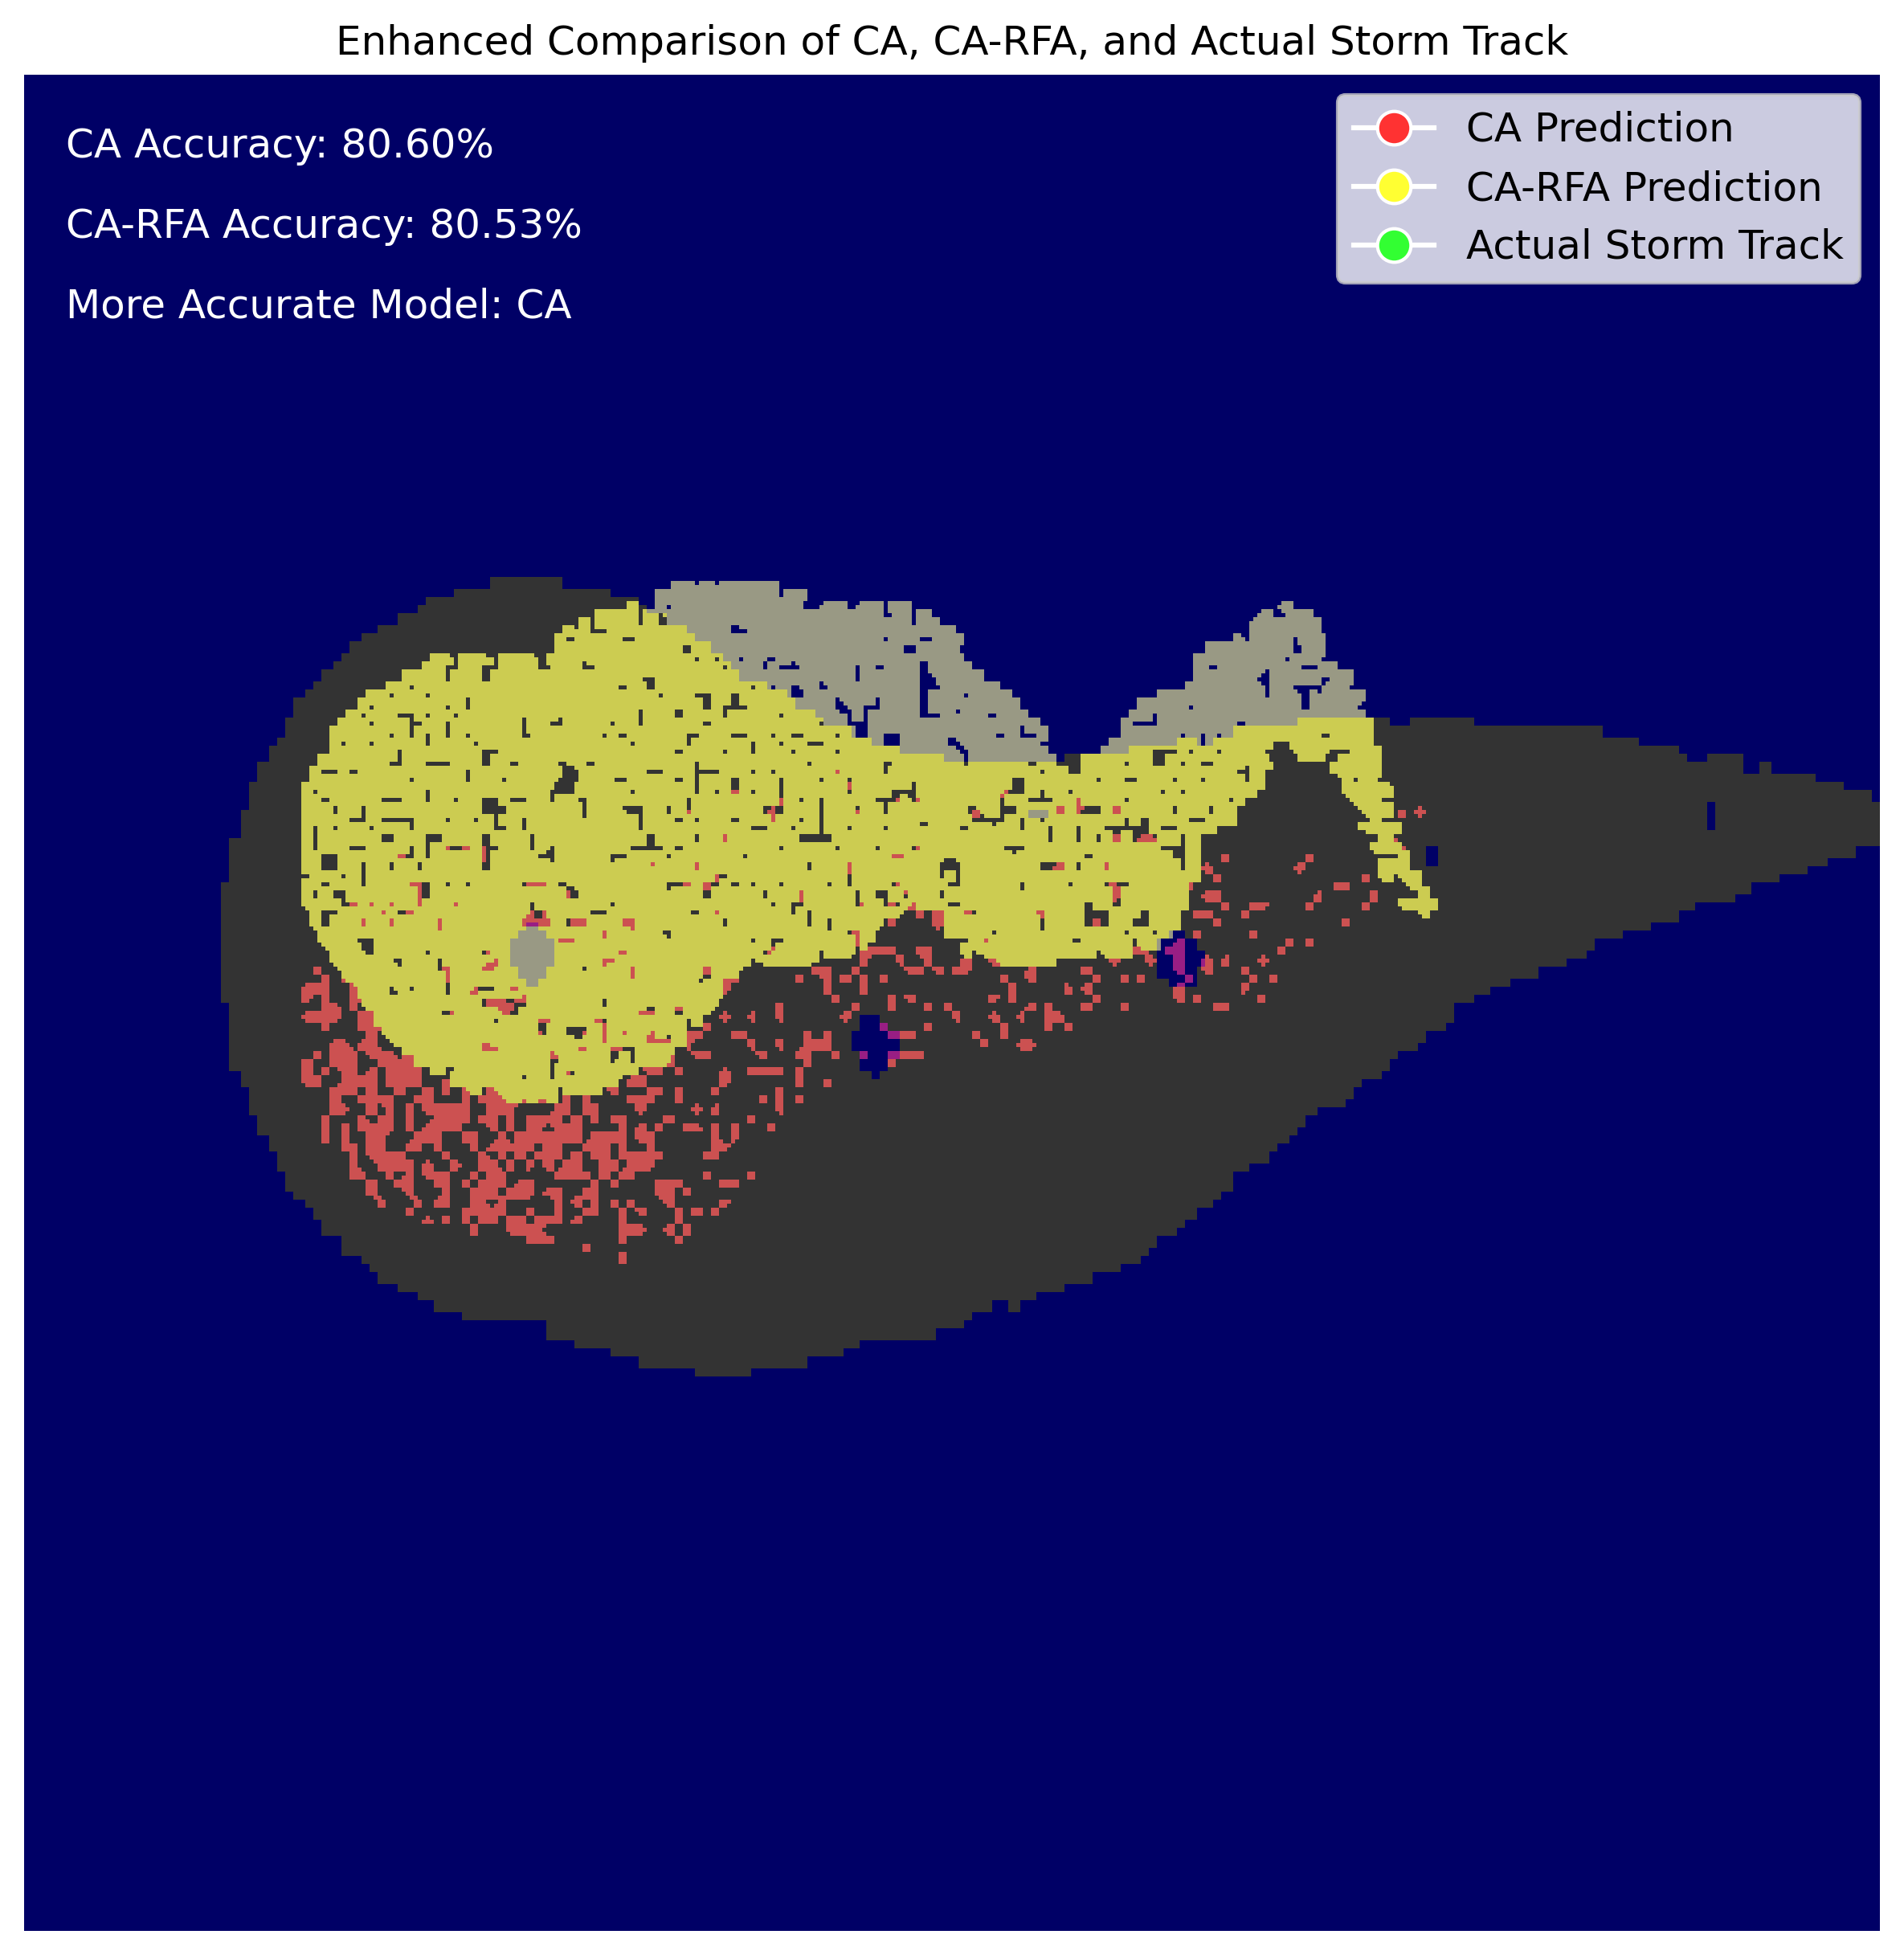 Enhanced Comparison of CA, CA-RFA, and Actual Storm Track
CA Accuracy: 80.60%
CA-RFA Accuracy: 80.53%
More Accurate Model: CA
CA Prediction
CA-RFA Prediction
Actual Storm Track